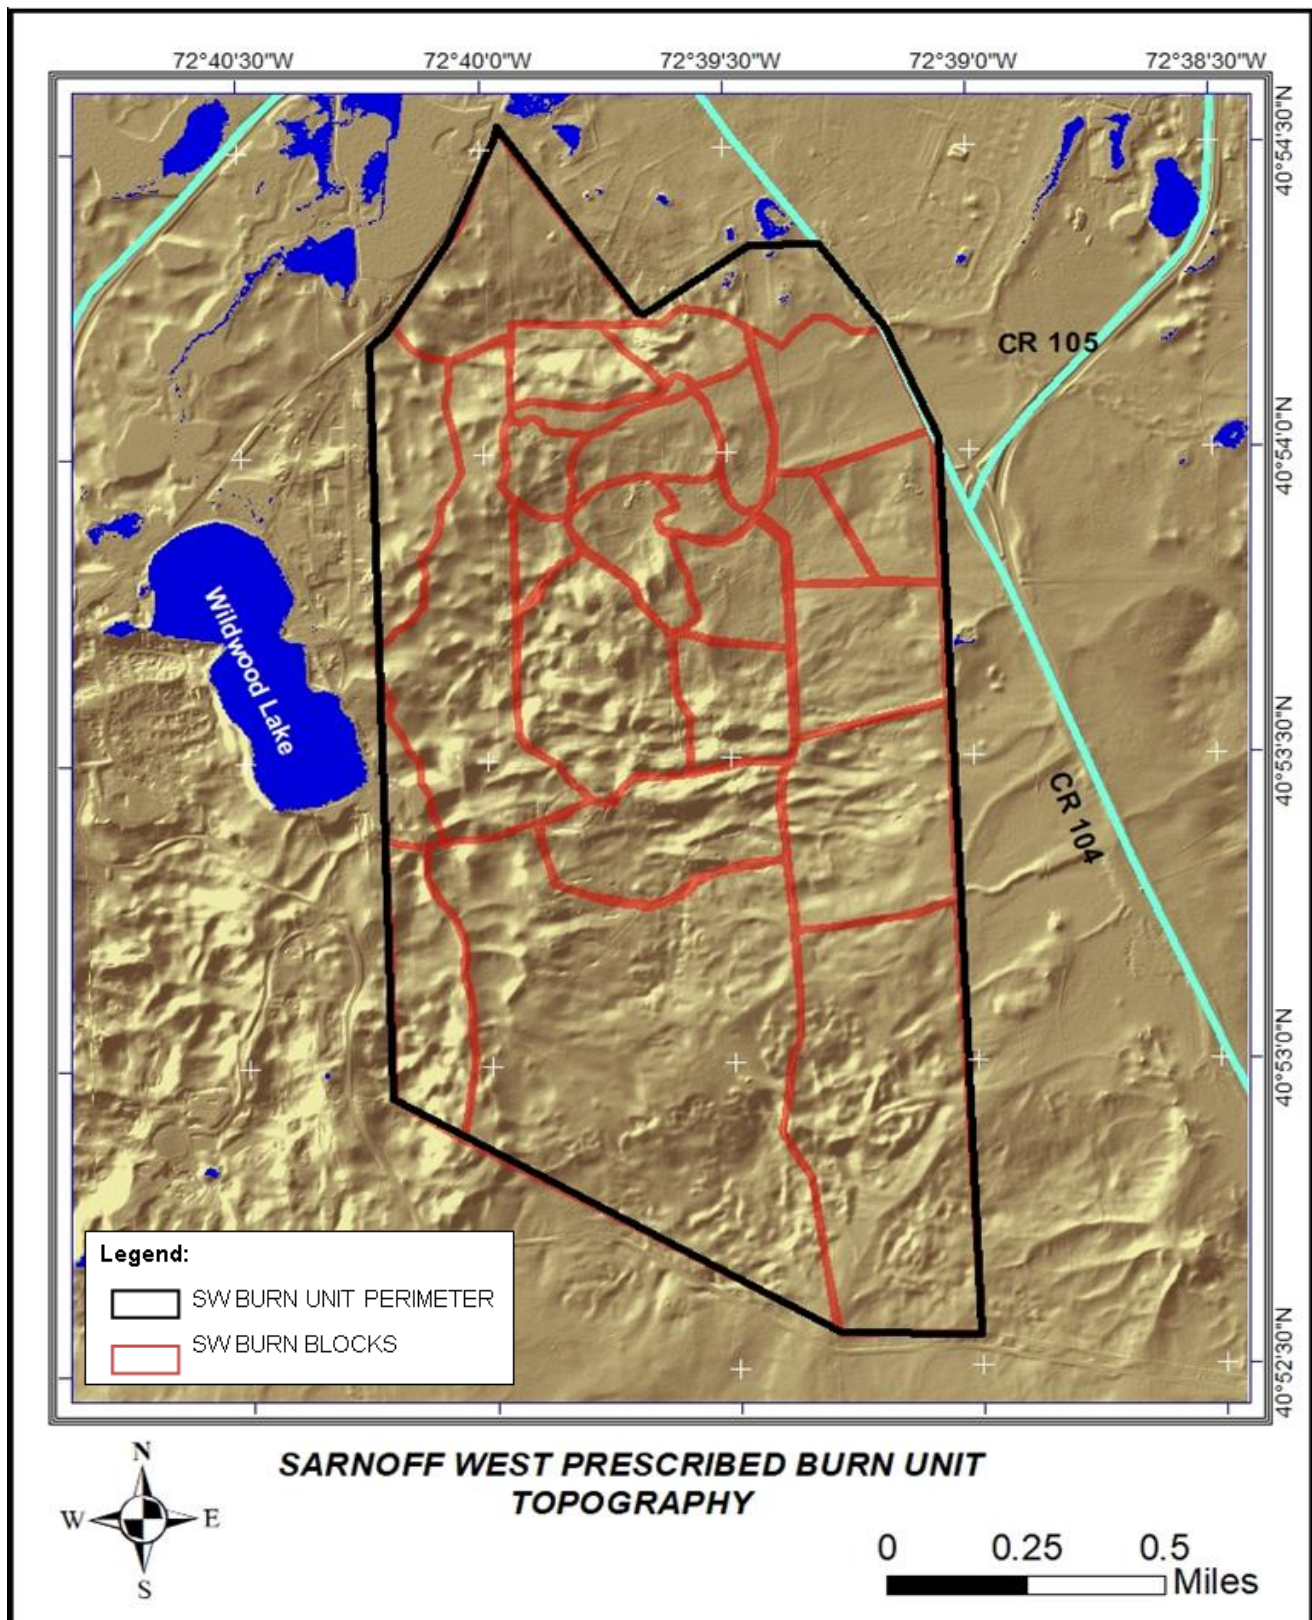 72°40'30"W 72°40'0"W 72°39'30"W 72°39'0"W 72°38'30"W
40°54'30"N
CR 105
40°54'0"N
Wildwood Lake
40°53'30"N
CR 104
40°53'0"N
40°52'30"N
Legend:
SW BURN UNIT PERIMETER
SW BURN BLOCKS
N
W E
S
SARNOFF WEST PRESCRIBED BURN UNIT
TOPOGRAPHY
0 0.25 0.5
Miles